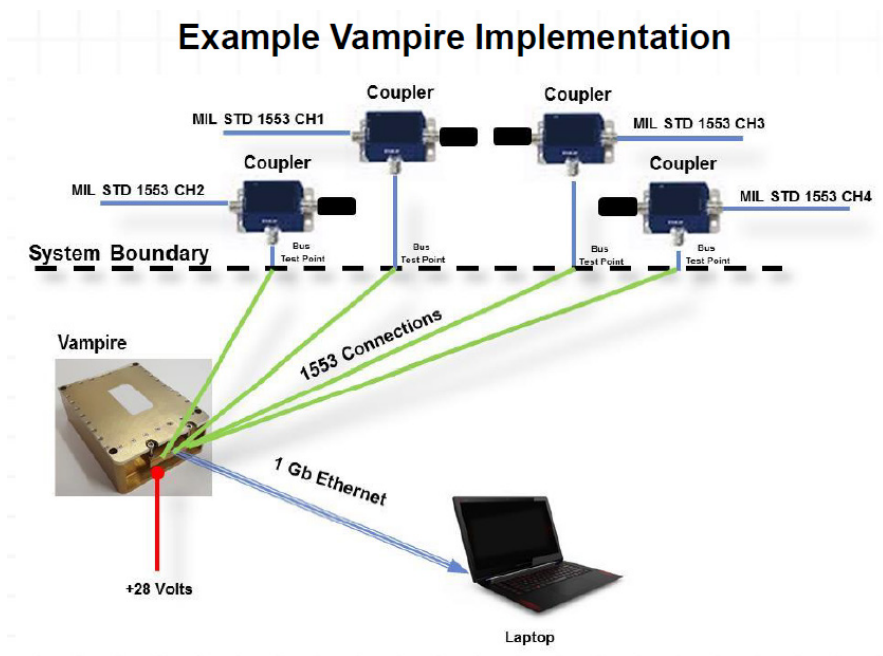 Example Vampire Implementation
Coupler
Coupler
MIL STD 1553 CH1
MIL STD 1553 CH3
Coupler
Coupler
MIL STD 1553 CH2
MIL STD 1553 CH4
System Boundary
Bus
Test Point
Bus
Test Point
Bus
Test Point
Bus
Test Point
Vampire
1553 Connections
1 Gb Ethernet
+28 Volts
Laptop